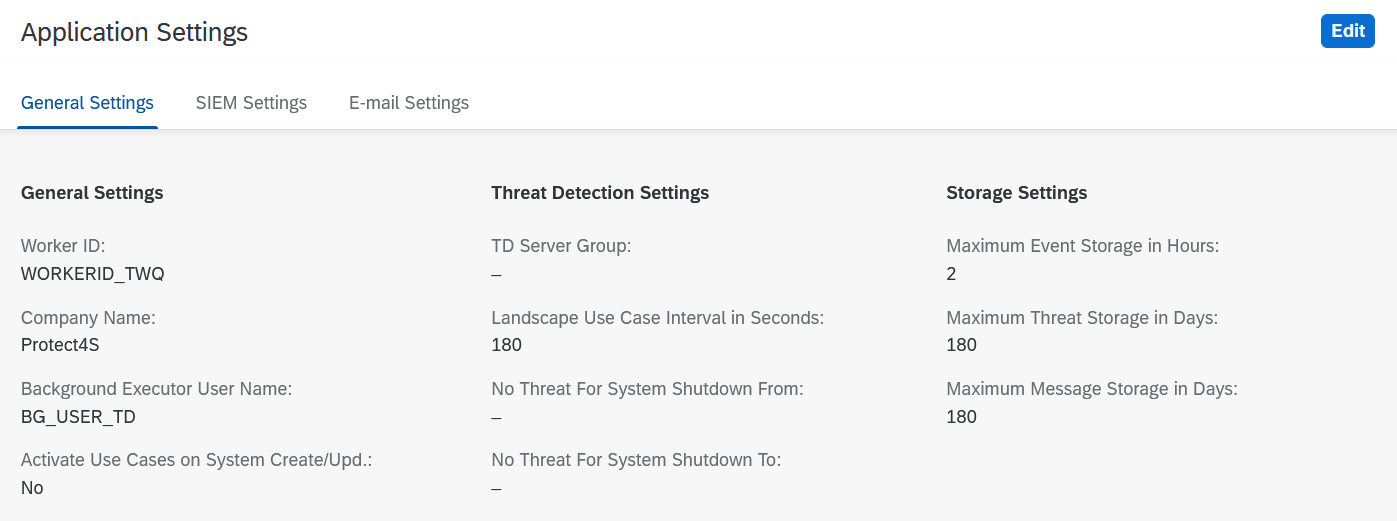 Application Settings
Edit
General Settings
SIEM Settings
E-mail Settings
General Settings
Worker ID:
WORKERID_TWQ
Company Name:
Protect4S
Background Executor User Name:
BG_USER_TD
Activate Use Cases on System Create/Upd.:
No
Threat Detection Settings
TD Server Group:
–
Landscape Use Case Interval in Seconds:
180
No Threat For System Shutdown From:
–
No Threat For System Shutdown To:
–
Storage Settings
Maximum Event Storage in Hours:
2
Maximum Threat Storage in Days:
180
Maximum Message Storage in Days:
180